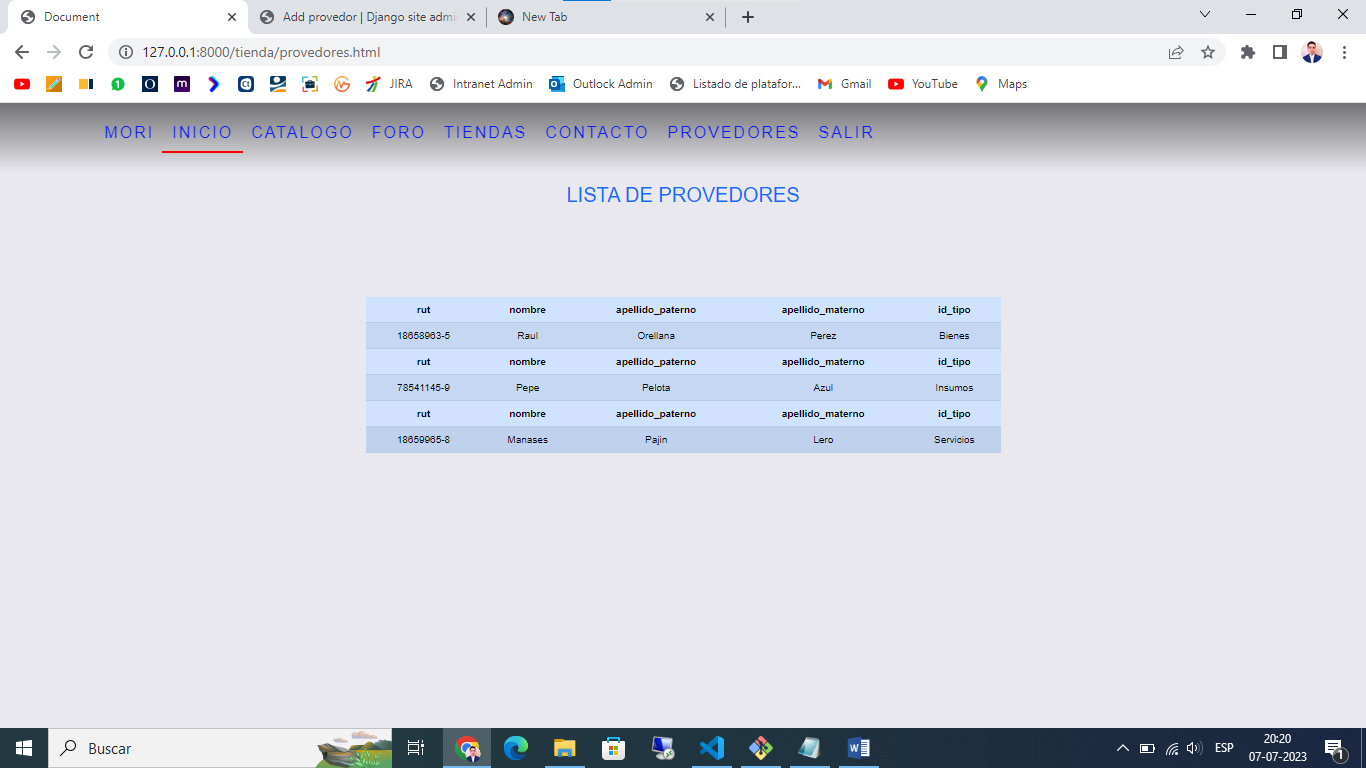 Document
Add provedor | Django site admi
New Tab
127.0.0.1:8000/tienda/provedores.html
JIRA
Intranet Admin
Outlock Admin
Listado de platafor...
Gmail
YouTube
Maps
MORI INICIO CATALOGO FORO TIENDAS CONTACTO PROVEDORES SALIR
LISTA DE PROVEDORES
rut nombre apellido_paterno apellido_materno id_tipo
18658963-5 Raul Orellana Perez Bienes
rut nombre apellido_paterno apellido_materno id_tipo
78541145-9 Pepe Pelota Azul Insumos
rut nombre apellido_paterno apellido_materno id_tipo
18659965-8 Manases Pajin Lero Servicios
Buscar
ESP
20:20
07-07-2023
1